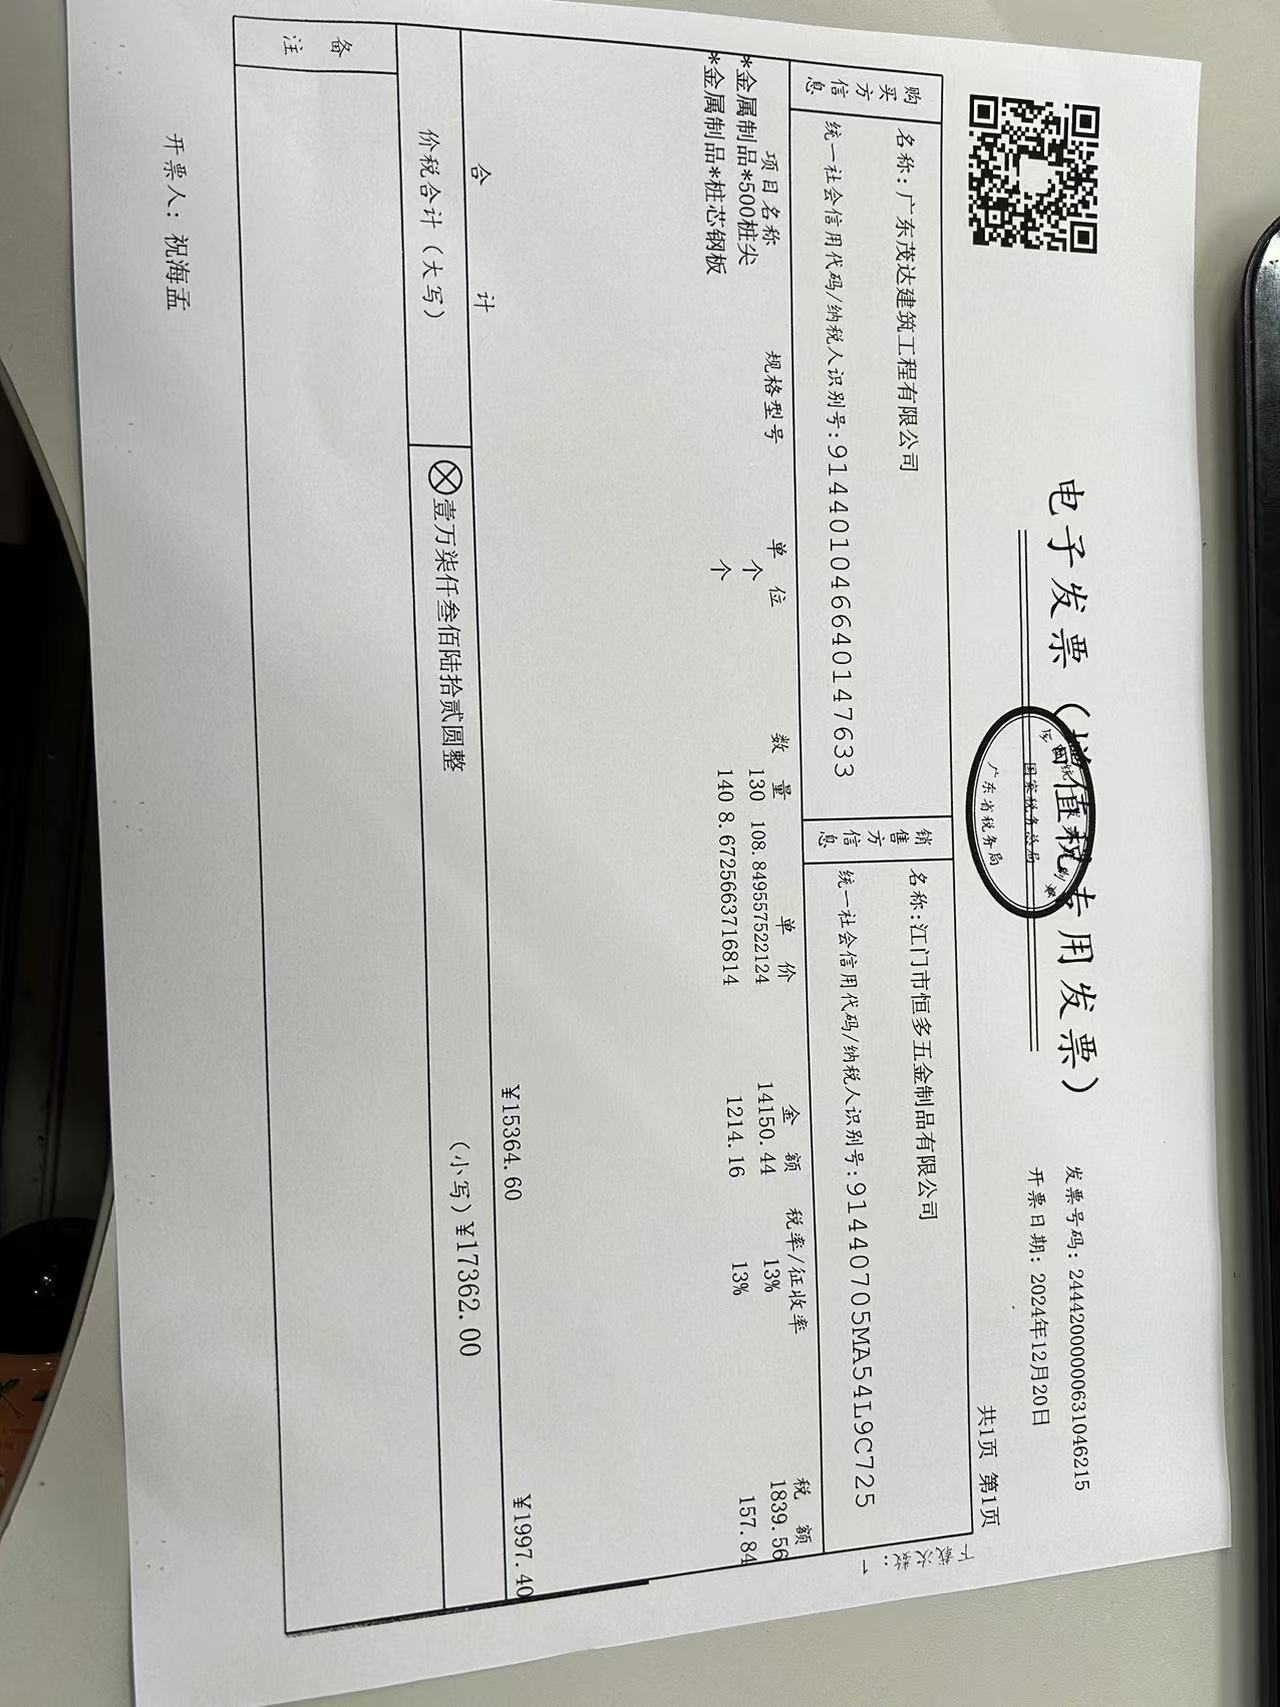 电子发票（增值税专用发票）
国家税务总局
广东省税务局
发票号码：24442000000631046215
开票日期：2024年12月20日
共1页 第1页
下载次数：1
购买方信息
名称：广东茂达建筑工程有限公司
统一社会信用代码/纳税人识别号：914401046640147633
销售方信息
名称：江门市恒多五金制品有限公司
统一社会信用代码/纳税人识别号：91440705MA54L9C725
项目名称 规格型号 单位 数量 单价 金额 税率/征收率 税额
*金属制品*500桩尖 个 130 108.849557522124 14150.44 13% 1839.56
*金属制品*桩芯钢板 个 140 8.6725663716814 1214.16 13% 157.84
合计 ¥15364.60 ¥1997.40
价税合计（大写） ⊗壹万柒仟叁佰陆拾贰圆整 （小写）¥17362.00
备注
开票人：祝海孟